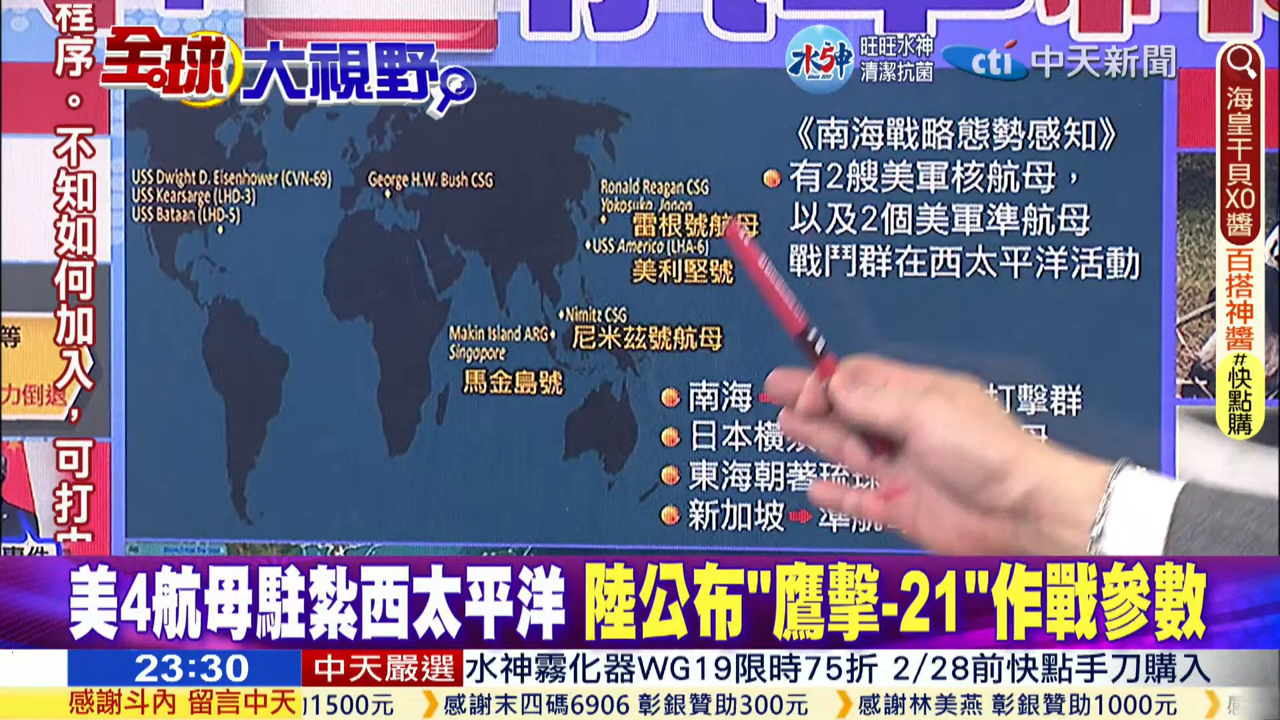 程序。不知如何加入，可打
全球大視野
水神
旺旺水神
清潔抗菌
cti 中天新聞
海皇干貝XO醬
百搭神醬
#快點購
USS Dwight D. Eisenhower (CVN-69)
USS Kearsarge (LHD-3)
USS Bataan (LHD-5)
George H.W. Bush CSG
Ronald Reagan CSG
Yokosuka, Japan
雷根號航母
USS America (LHA-6)
美利堅號
Nimitz CSG
尼米茲號航母
Makin Island ARG
Singapore
馬金島號
《南海戰略態勢感知》
有2艘美軍核航母，
以及2個美軍準航母
戰鬥群在西太平洋活動
南海 打擊群
日本橫 母
東海朝著琉球
新加坡 準航
等
力倒退
事件
美4航母駐紮西太平洋 陸公布"鷹擊-21"作戰參數
23:30 中天嚴選 水神霧化器WG19限時75折 2/28前快點手刀購入
感謝斗內 留言中天 1500元 》感謝末四碼6906 彰銀贊助300元 》感謝林美燕 彰銀贊助1000元 》